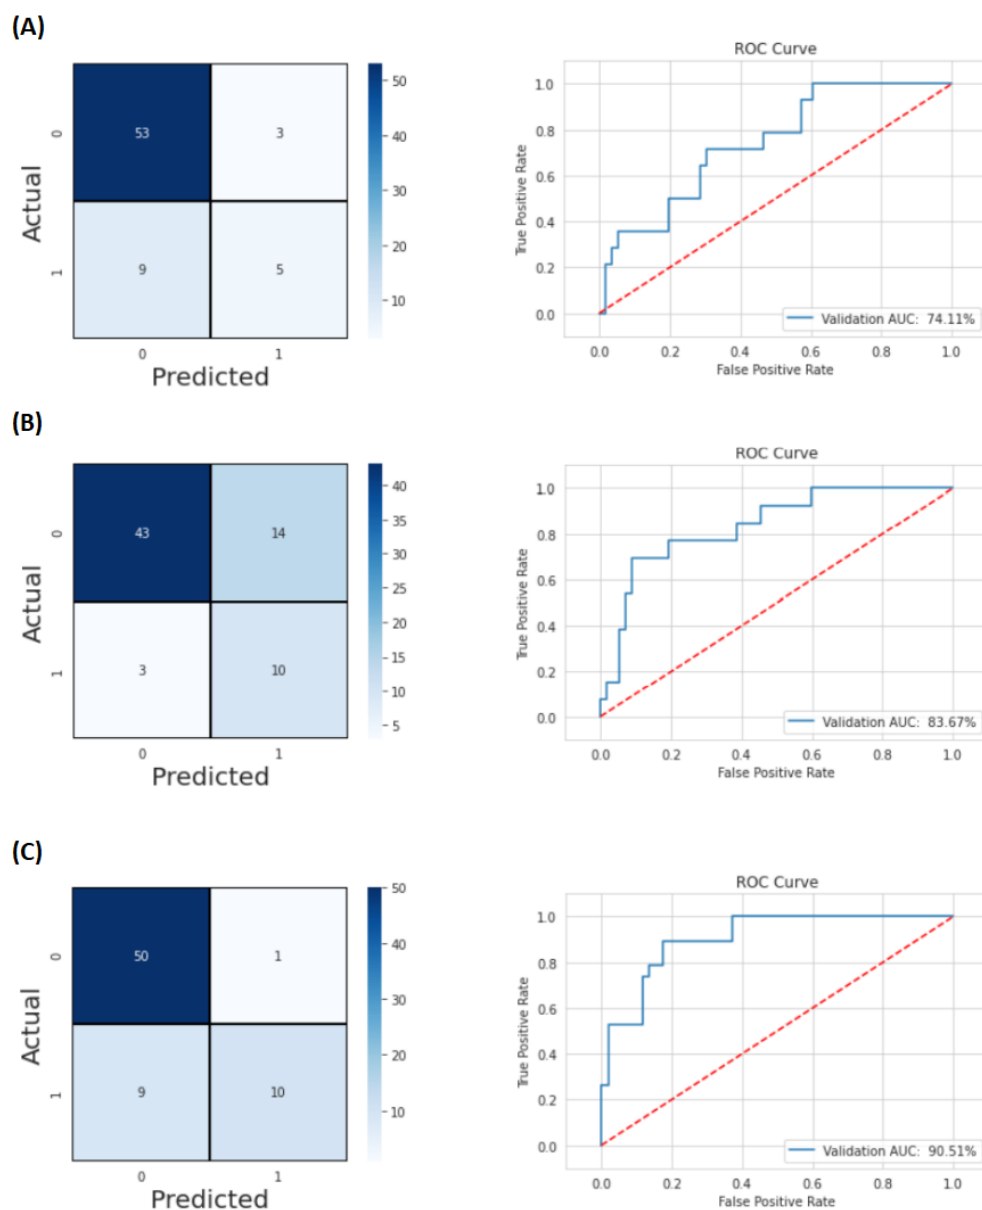 (A)
ROC Curve
53 3
9 5
0
1
Actual
0 1
Predicted
50
40
30
20
10
1.0
0.8
0.6
0.4
0.2
0.0
True Positive Rate
Validation AUC: 74.11%
0.0 0.2 0.4 0.6 0.8 1.0
False Positive Rate
(B)
ROC Curve
43 14
3 10
0
1
Actual
0 1
Predicted
40
35
30
25
20
15
10
5
1.0
0.8
0.6
0.4
0.2
0.0
True Positive Rate
Validation AUC: 83.67%
0.0 0.2 0.4 0.6 0.8 1.0
False Positive Rate
(C)
ROC Curve
50 1
9 10
0
1
Actual
0 1
Predicted
50
40
30
20
10
1.0
0.8
0.6
0.4
0.2
0.0
True Positive Rate
Validation AUC: 90.51%
0.0 0.2 0.4 0.6 0.8 1.0
False Positive Rate